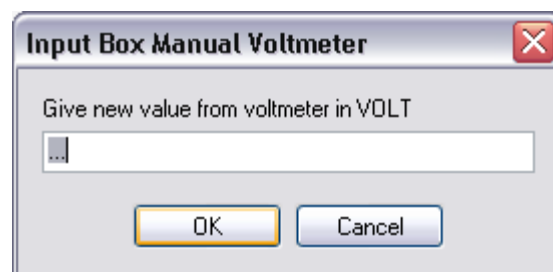 Input Box Manual Voltmeter
Give new value from voltmeter in VOLT
...
OK
Cancel